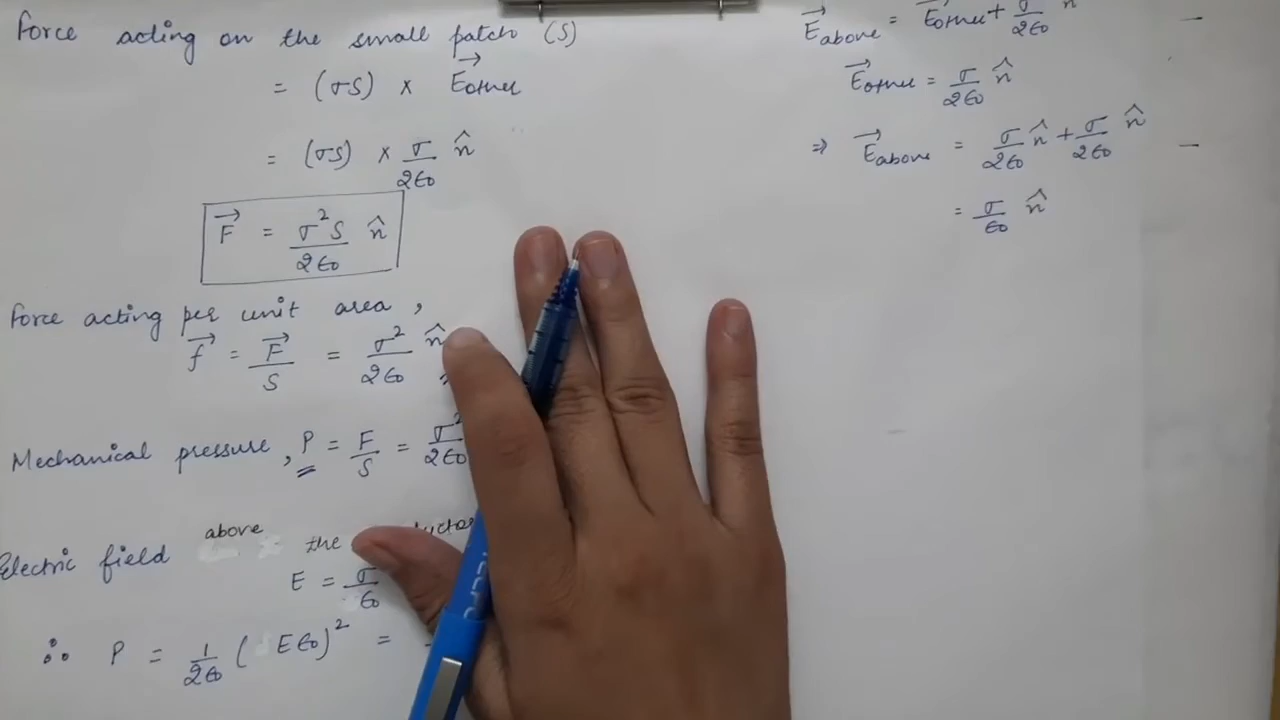 Force acting on the small patch (S)
= (σS) × E⃗other
= (σS) × σ/2ϵ0 n̂
F⃗ = σ²S/2ϵ0 n̂
Force acting per unit area,
f⃗ = F⃗/S = σ²/2ϵ0 n̂
Mechanical pressure, P = F/S = σ²/2ϵ0
Electric field above the
E = σ/ϵ0
∴ P = 1/2ϵ0 (Eϵ0)² =
E⃗above = E⃗other + σ/2ϵ0 n̂ —
E⃗other = σ/2ϵ0 n̂
⇒ E⃗above = σ/2ϵ0 n̂ + σ/2ϵ0 n̂ —
= σ/ϵ0 n̂